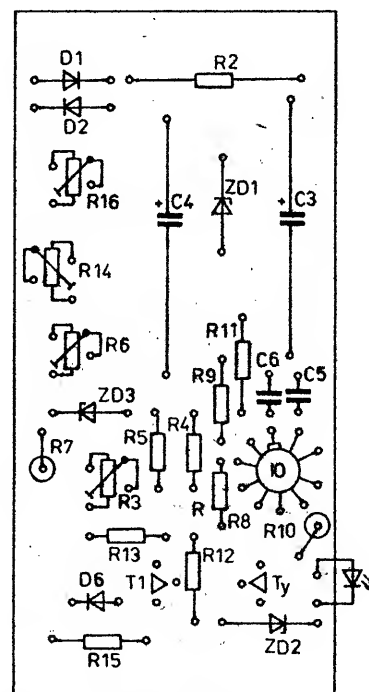 D1
R2
D2
R16
C4
ZD1
C3
R14
R6
R11
C6
C5
R9
ZD3
R7
R5
R4
IO
R3
R
R8
R10
R13
R12
T1
Ty
D6
ZD2
R15
+
+